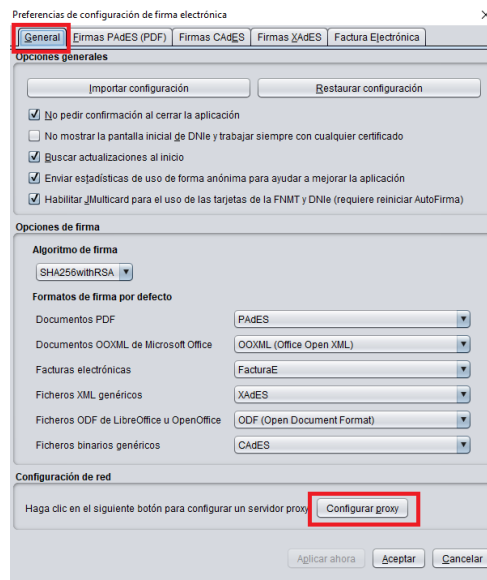 Preferencias de configuración de firma electrónica
General Firmas PAdES (PDF) Firmas CAdES Firmas XAdES Factura Electrónica
Opciones generales
Importar configuración Restaurar configuración
No pedir confirmación al cerrar la aplicación
No mostrar la pantalla inicial de DNIe y trabajar siempre con cualquier certificado
Buscar actualizaciones al inicio
Enviar estadísticas de uso de forma anónima para ayudar a mejorar la aplicación
Habilitar JMulticard para el uso de las tarjetas de la FNMT y DNIe (requiere reiniciar AutoFirma)
Opciones de firma
Algoritmo de firma
SHA256withRSA
Formatos de firma por defecto
Documentos PDF PAdES
Documentos OOXML de Microsoft Office OOXML (Office Open XML)
Facturas electrónicas FacturaE
Ficheros XML genéricos XAdES
Ficheros ODF de LibreOffice u OpenOffice ODF (Open Document Format)
Ficheros binarios genéricos CAdES
Configuración de red
Haga clic en el siguiente botón para configurar un servidor proxy Configurar proxy
Aplicar ahora Aceptar Cancelar